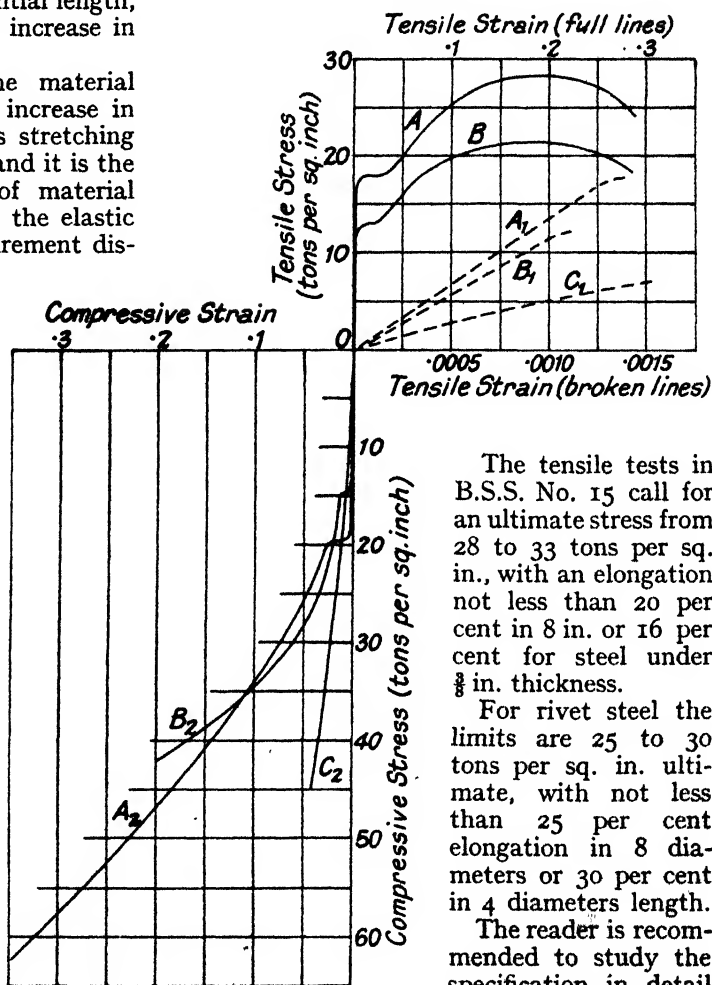 ntial length,
increase in
ne material
increase in
s stretching
and it is the
of material
the elastic
urement dis-
Tensile Strain (full lines)
·1 ·2 ·3
30
20
10
0
Tensile Stress
(tons per sq. inch)
A
B
A1
B1
C1
·0005 ·0010 ·0015
Tensile Strain (broken lines)
Compressive Strain
·3 ·2 ·1
10
20
30
40
50
60
Compressive Stress (tons per sq. inch)
B2
A2
C2
The tensile tests in
B.S.S. No. 15 call for
an ultimate stress from
28 to 33 tons per sq.
in., with an elongation
not less than 20 per
cent in 8 in. or 16 per
cent for steel under
⅜ in. thickness.
For rivet steel the
limits are 25 to 30
tons per sq. in. ulti-
mate, with not less
than 25 per cent
elongation in 8 dia-
meters or 30 per cent
in 4 diameters length.
The reader is recom-
mended to study the
specification in detail